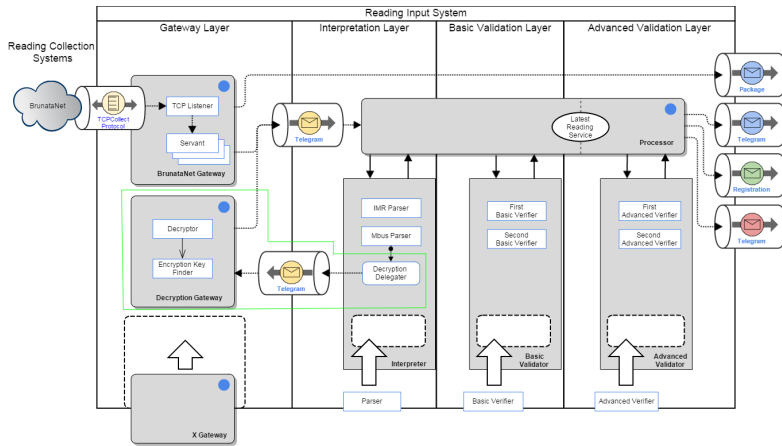 Reading Input System
Gateway Layer
Interpretation Layer
Basic Validation Layer
Advanced Validation Layer
Reading Collection
Systems
BrunataNet
TCPCollect
Protocol
TCP Listener
Servant
BrunataNet Gateway
Telegram
Latest
Reading
Service
Processor
Package
Telegram
Registration
Telegram
Decryptor
Encryption Key
Finder
Decryption Gateway
Telegram
IMR Parser
Mbus Parser
Decryption
Delegater
Interpreter
First
Basic Verifier
Second
Basic Verifier
Basic
Validator
First
Advanced Verifier
Second
Advanced Verifier
Advanced
Validator
X Gateway
Parser
Basic Verifier
Advanced Verifier